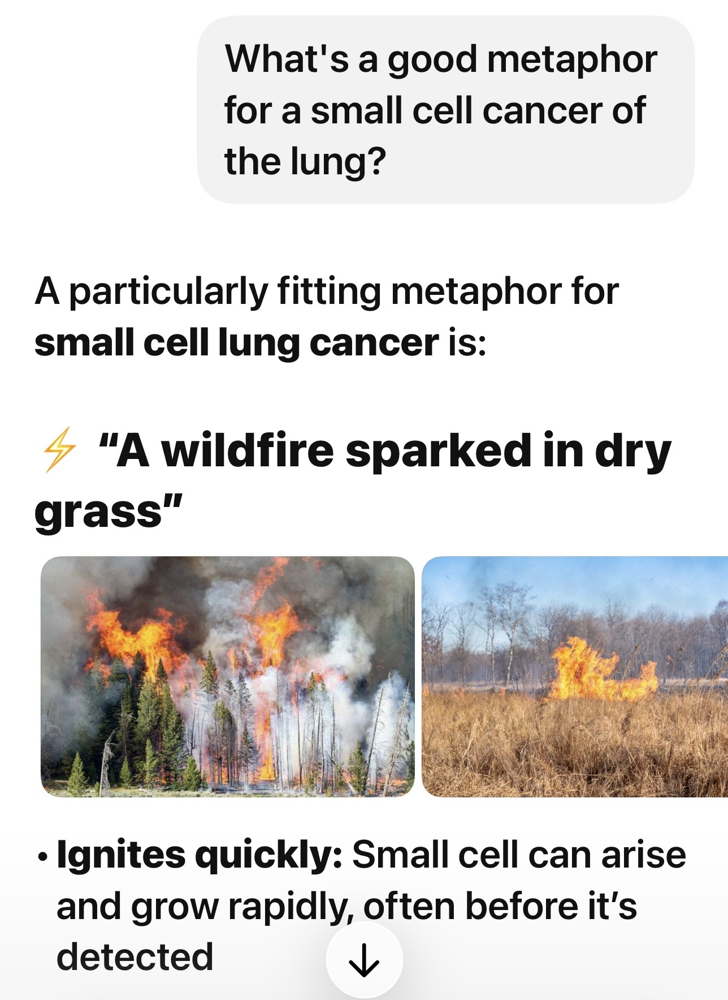 What's a good metaphor
for a small cell cancer of
the lung?
A particularly fitting metaphor for
small cell lung cancer is:
⚡ “A wildfire sparked in dry
grass”
• Ignites quickly: Small cell can arise
and grow rapidly, often before it’s
detected